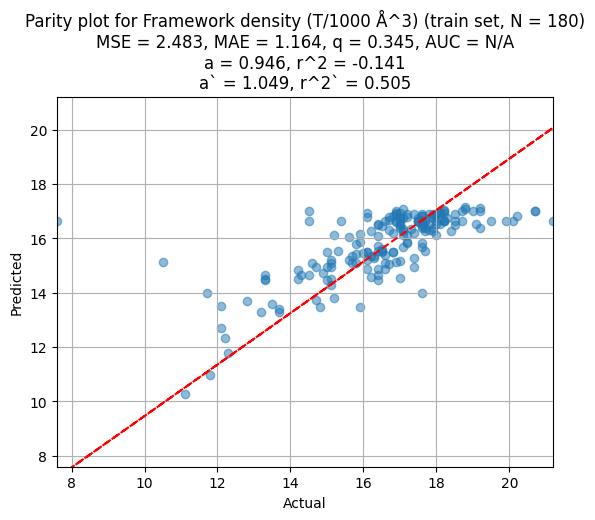 Parity plot for Framework density (T/1000 Å^3) (train set, N = 180)
MSE = 2.483, MAE = 1.164, q = 0.345, AUC = N/A
a = 0.946, r^2 = -0.141
a` = 1.049, r^2` = 0.505
20
18
16
14
12
10
8
Predicted
8 10 12 14 16 18 20
Actual